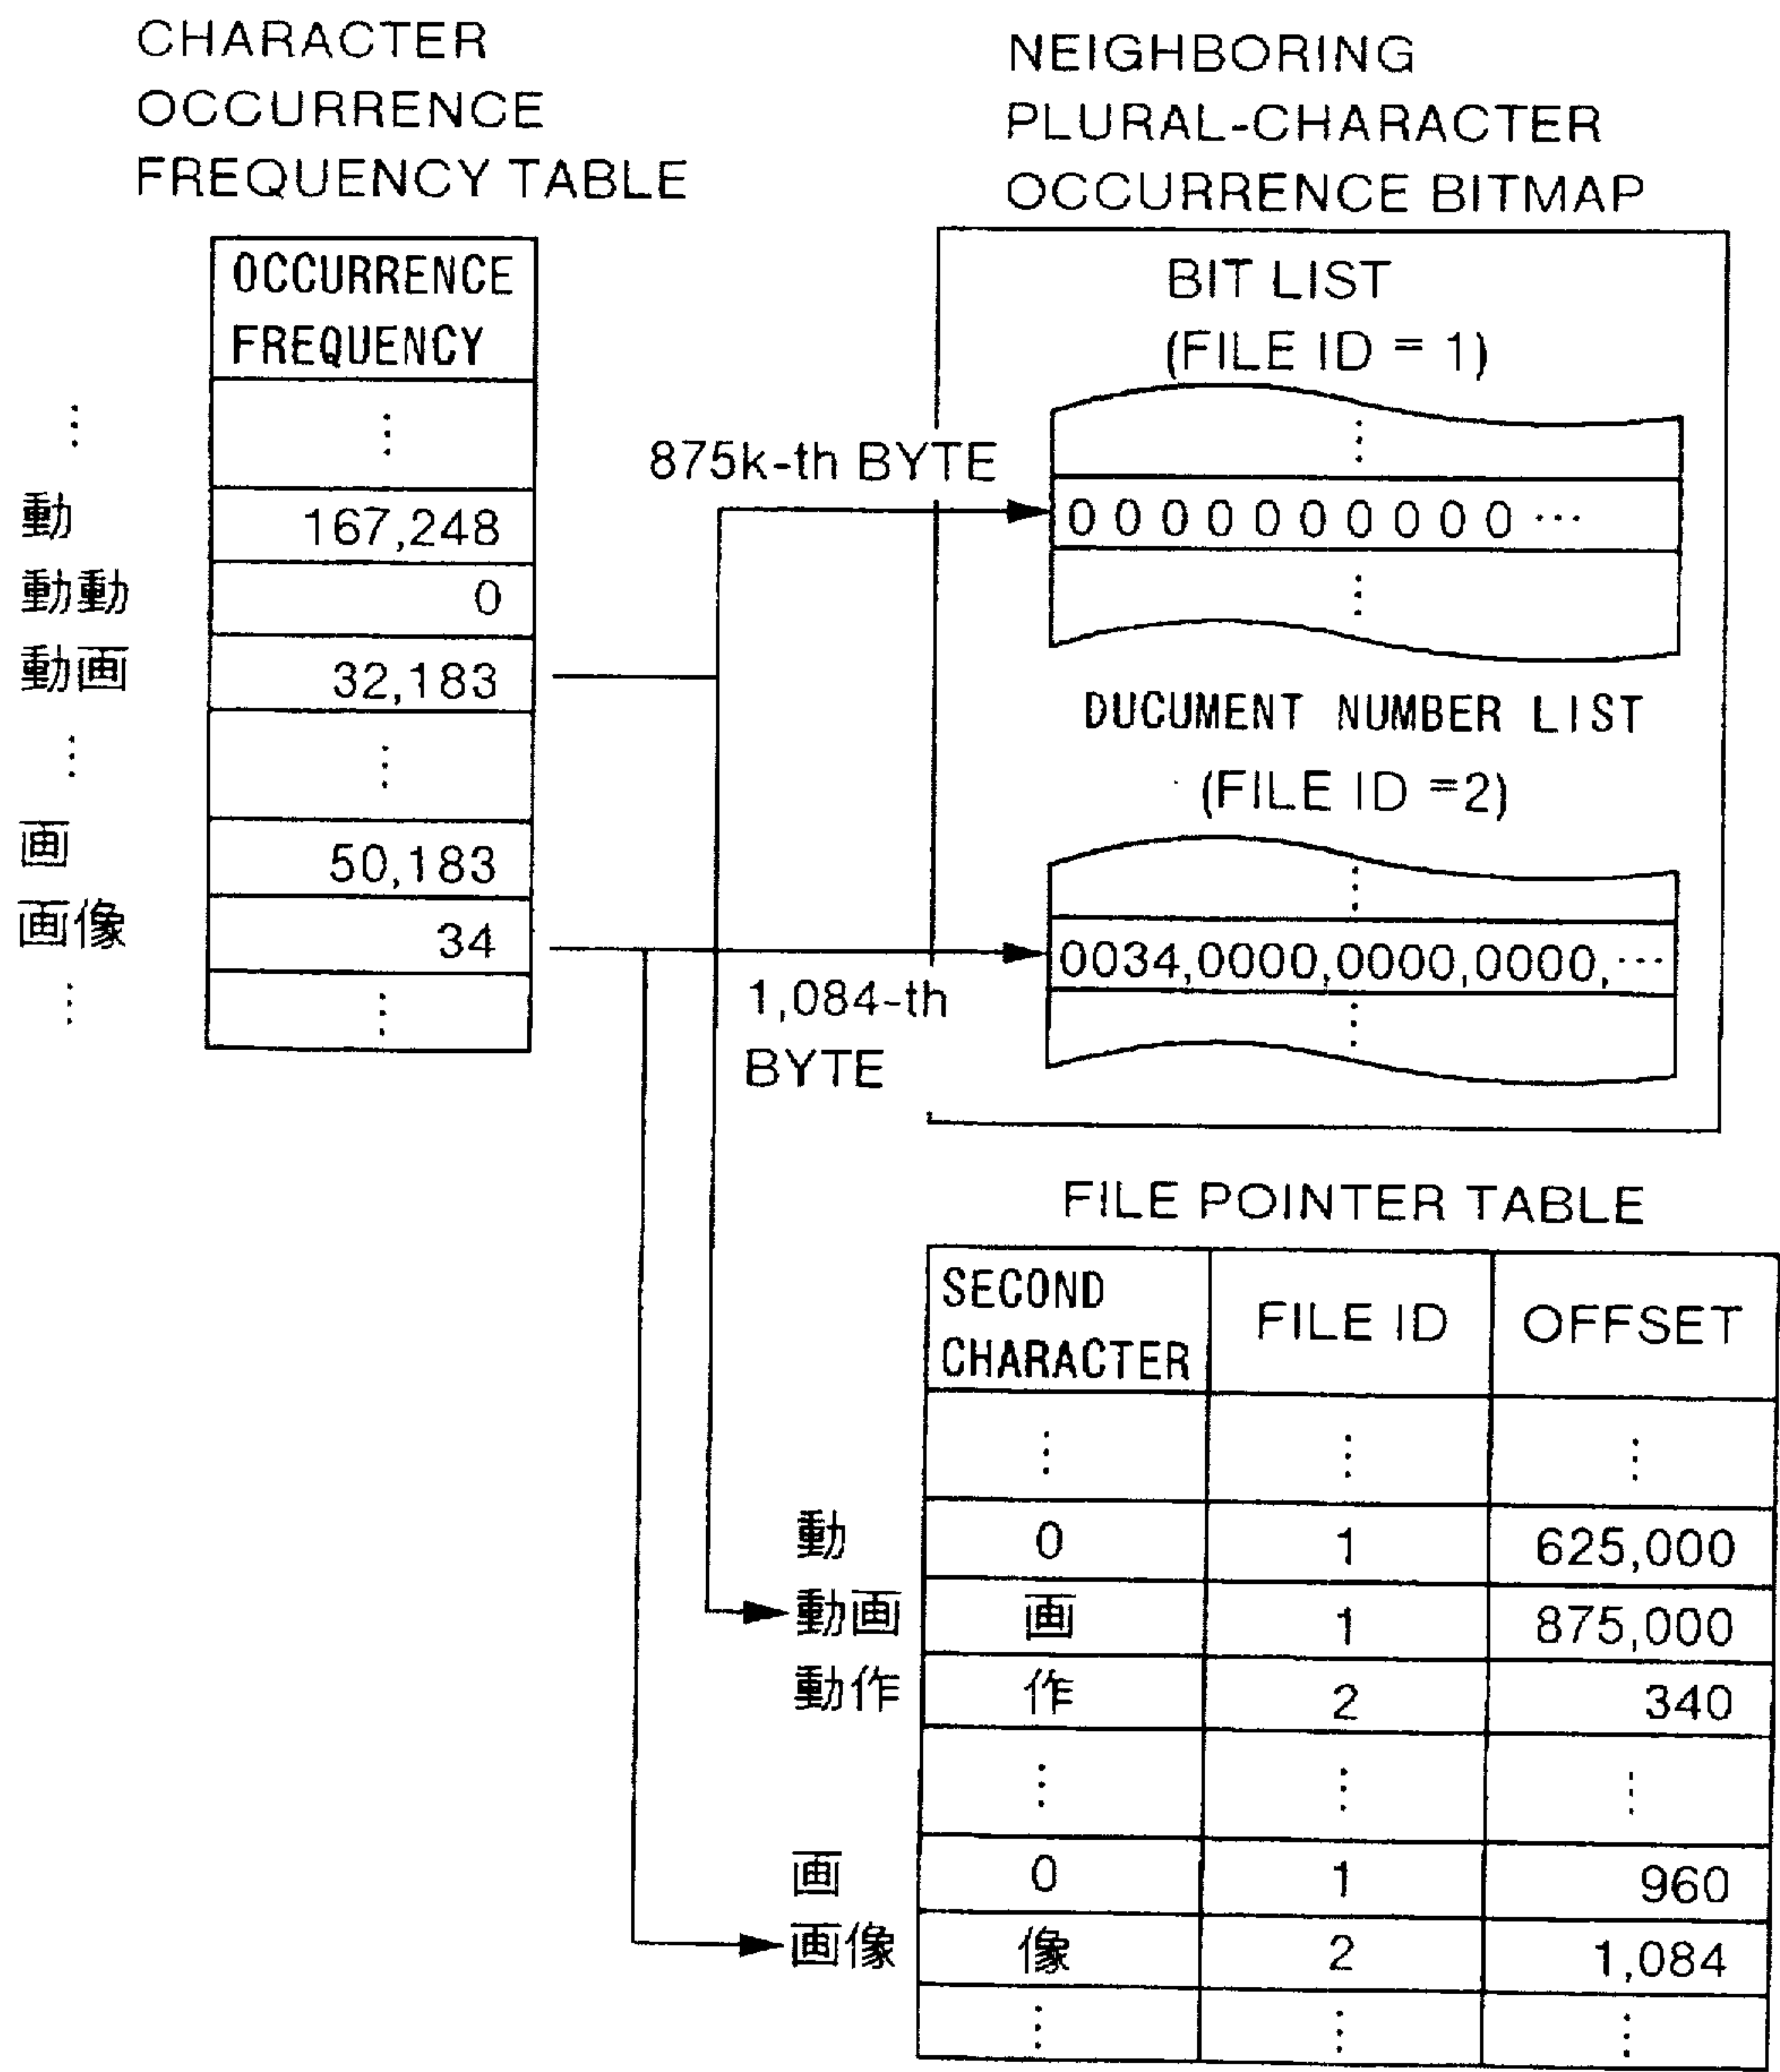 CHARACTER
OCCURRENCE
FREQUENCY TABLE
OCCURRENCE
FREQUENCY
⋮ ⋮
動 167,248
動動 0
動画 32,183
⋮ ⋮
画 50,183
画像 34
⋮ ⋮
NEIGHBORING
PLURAL-CHARACTER
OCCURRENCE BITMAP
BIT LIST
(FILE ID = 1)
⋮
875k-th BYTE
0 0 0 0 0 0 0 0 0 0 ⋯
⋮
DUCUMENT NUMBER LIST
(FILE ID =2)
⋮
0034,0000,0000,0000,⋯
1,084-th
BYTE
⋮
FILE POINTER TABLE
SECOND
CHARACTER
FILE ID
OFFSET
⋮ ⋮ ⋮
動 0 1 625,000
動画 画 1 875,000
動作 作 2 340
⋮ ⋮ ⋮
画 0 1 960
画像 像 2 1,084
⋮ ⋮ ⋮